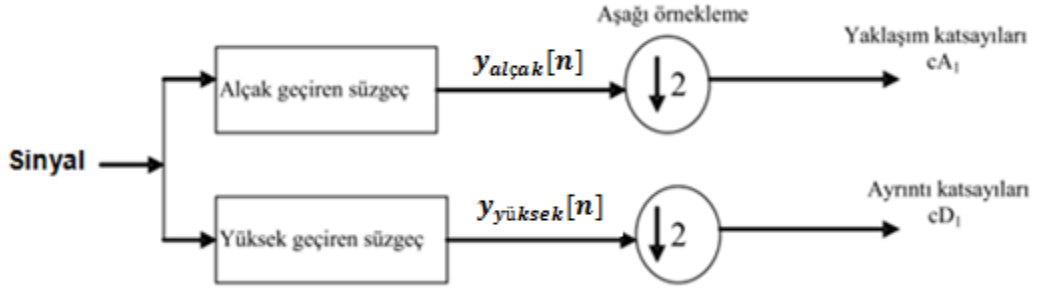 Aşağı örnekleme
Yaklaşım katsayıları
cA₁
y_alçak[n]
Alçak geçiren süzgeç
↓2
Sinyal
Ayrıntı katsayıları
cD₁
y_yüksek[n]
Yüksek geçiren süzgeç
↓2